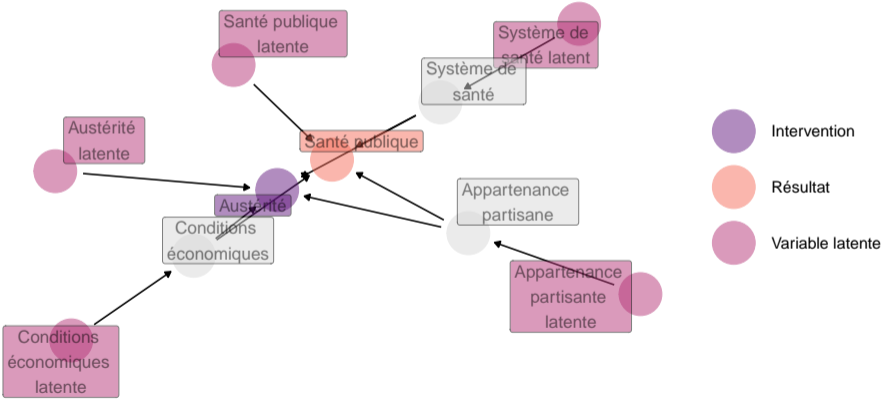 Santé publique
latente
Système de
santé latent
Système de
santé
Austérité
latente
Santé publique
Austérité
Appartenance
partisane
Conditions
économiques
Appartenance
partisante
latente
Conditions
économiques
latente
Intervention
Résultat
Variable latente